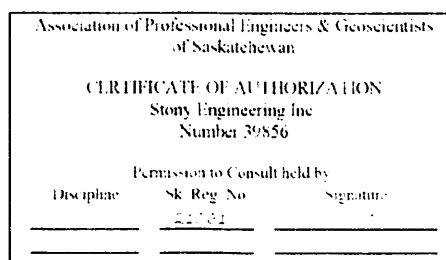 Association of Professional Engineers & Geoscientists
of Saskatchewan
CERTIFICATE OF AUTHORIZATION
Stony Engineering Inc
Number 39856
Permission to Consult held by
Discipline Sk. Reg. No Signature